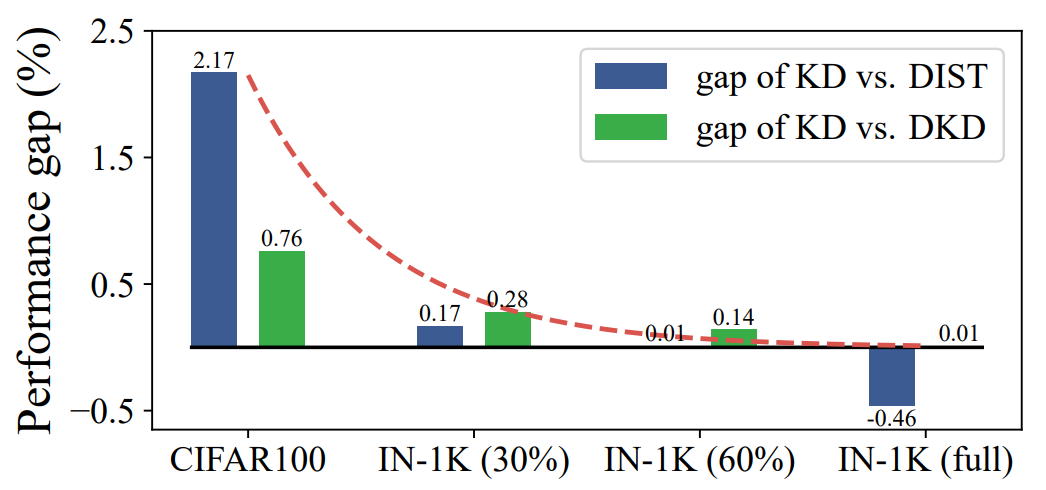 Performance gap (%)
2.5
1.5
0.5
−0.5
gap of KD vs. DIST
gap of KD vs. DKD
2.17
0.76
0.17
0.28
0.01
0.14
-0.46
0.01
CIFAR100
IN-1K (30%)
IN-1K (60%)
IN-1K (full)